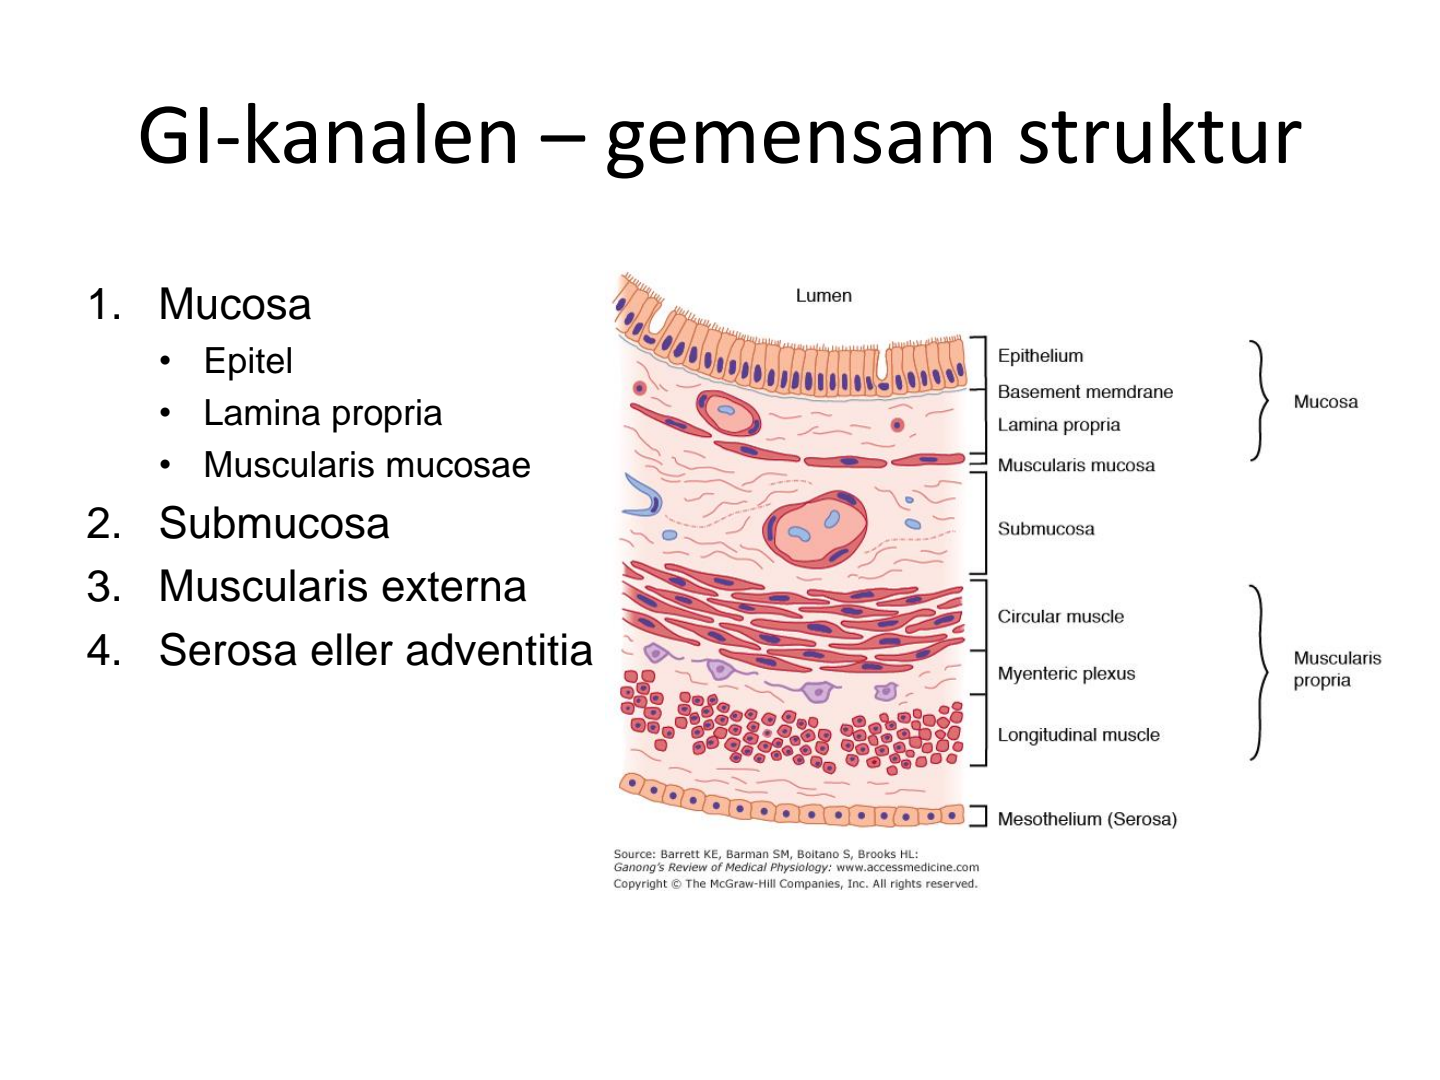 GI-kanalen – gemensam struktur
1. Mucosa
• Epitel
• Lamina propria
• Muscularis mucosae
2. Submucosa
3. Muscularis externa
4. Serosa eller adventitia
Lumen
Epithelium
Basement memdrane
Lamina propria
Muscularis mucosa
Mucosa
Submucosa
Circular muscle
Myenteric plexus
Longitudinal muscle
Muscularis
propria
Mesothelium (Serosa)
Source: Barrett KE, Barman SM, Boitano S, Brooks HL:
Ganong's Review of Medical Physiology: www.accessmedicine.com
Copyright © The McGraw-Hill Companies, Inc. All rights reserved.